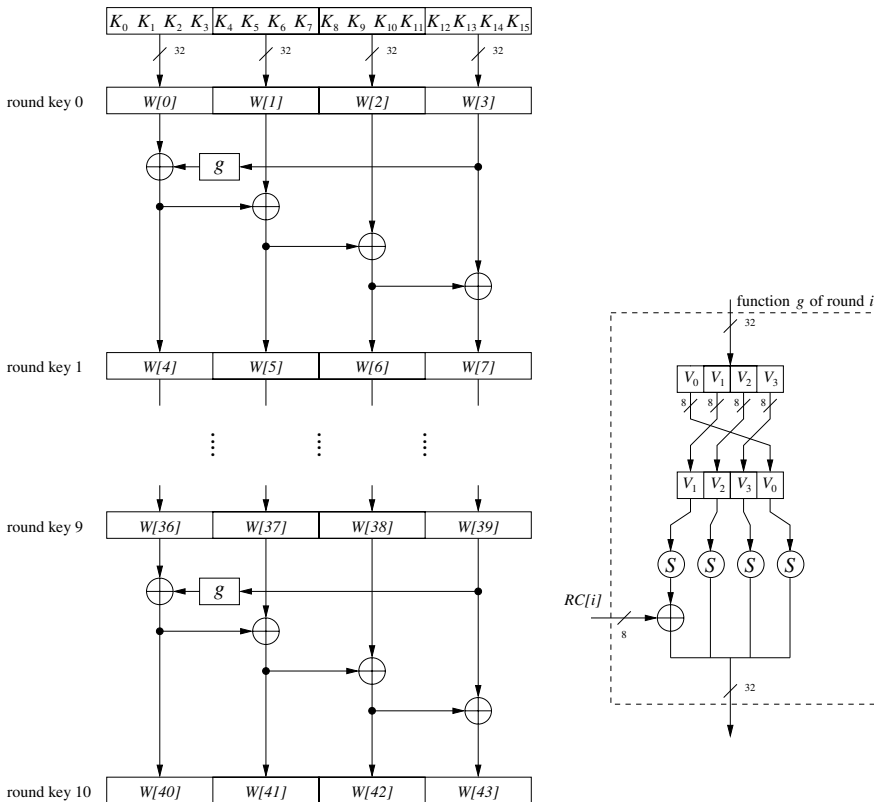 K0 K1 K2 K3 K4 K5 K6 K7 K8 K9 K10 K11 K12 K13 K14 K15
32 32 32 32
round key 0 W[0] W[1] W[2] W[3]
g
function g of round i
32
round key 1 W[4] W[5] W[6] W[7]
V0 V1 V2 V3
8 8 8 8
V1 V2 V3 V0
round key 9 W[36] W[37] W[38] W[39]
S S S S
g
RC[i]
8
32
round key 10 W[40] W[41] W[42] W[43]